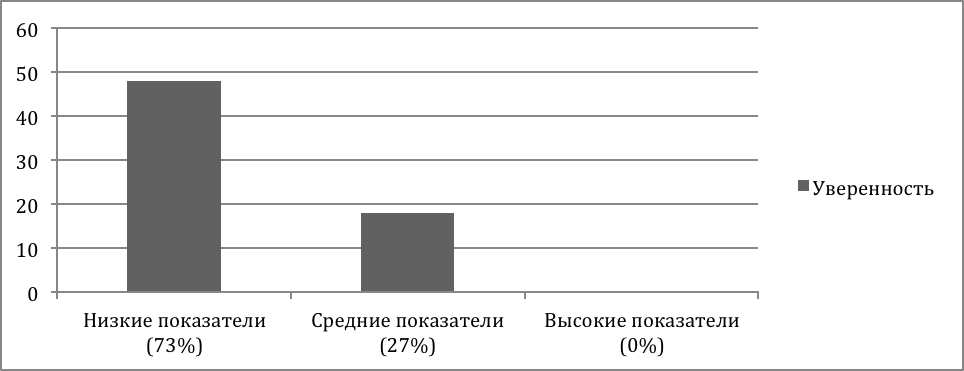 60
50
40
30
20
10
0
Низкие показатели
(73%)
Средние показатели
(27%)
Высокие показатели
(0%)
Уверенность